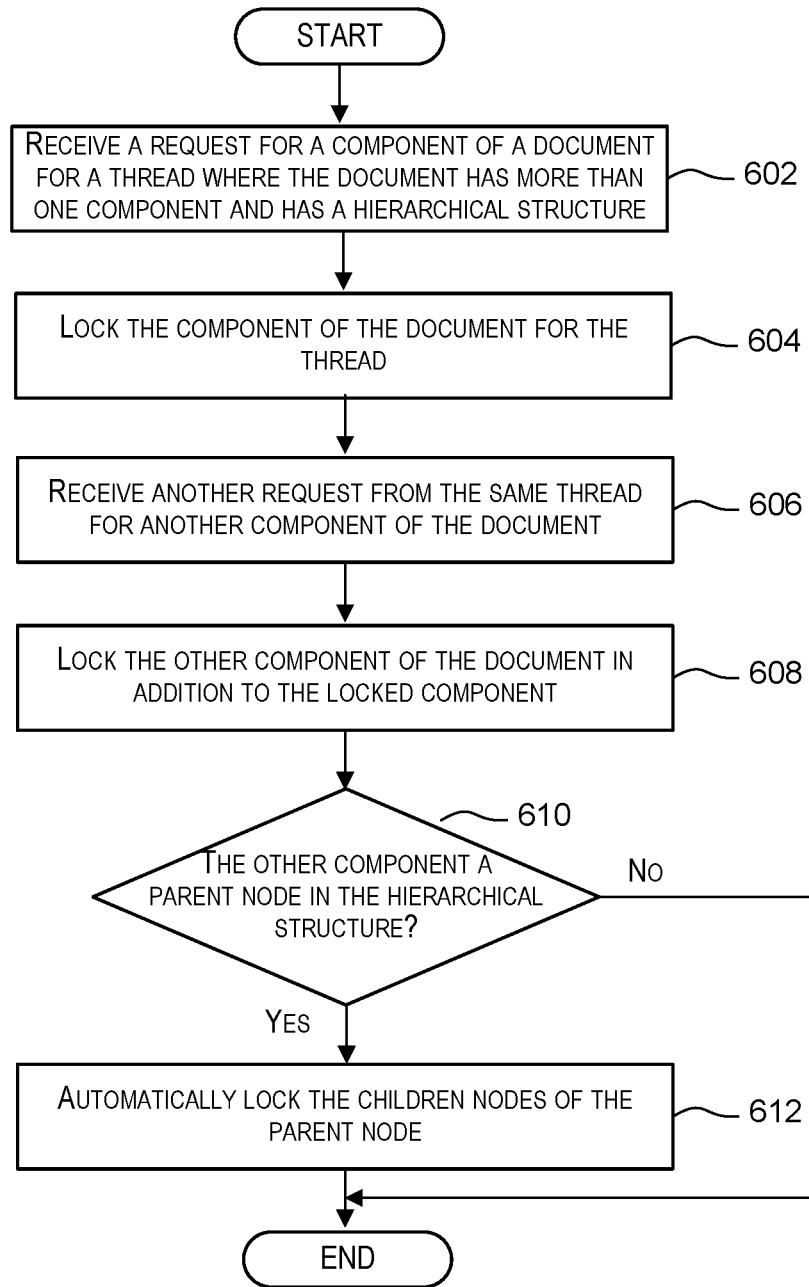 START
RECEIVE A REQUEST FOR A COMPONENT OF A DOCUMENT
FOR A THREAD WHERE THE DOCUMENT HAS MORE THAN
ONE COMPONENT AND HAS A HIERARCHICAL STRUCTURE
602
LOCK THE COMPONENT OF THE DOCUMENT FOR THE
THREAD
604
RECEIVE ANOTHER REQUEST FROM THE SAME THREAD
FOR ANOTHER COMPONENT OF THE DOCUMENT
606
LOCK THE OTHER COMPONENT OF THE DOCUMENT IN
ADDITION TO THE LOCKED COMPONENT
608
610
THE OTHER COMPONENT A
PARENT NODE IN THE HIERARCHICAL
STRUCTURE?
NO
YES
AUTOMATICALLY LOCK THE CHILDREN NODES OF THE
PARENT NODE
612
END